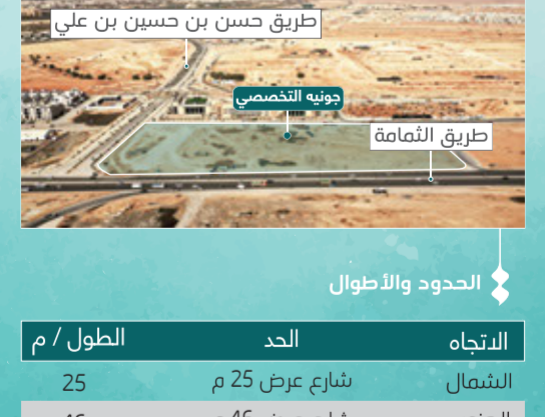 طريق حسن بن حسين بن علي
جونيه التخصصي
طريق الثمامة
الحدود والأطوال
الاتجاه الحد الطول / م
الشمال شارع عرض 25 م 25